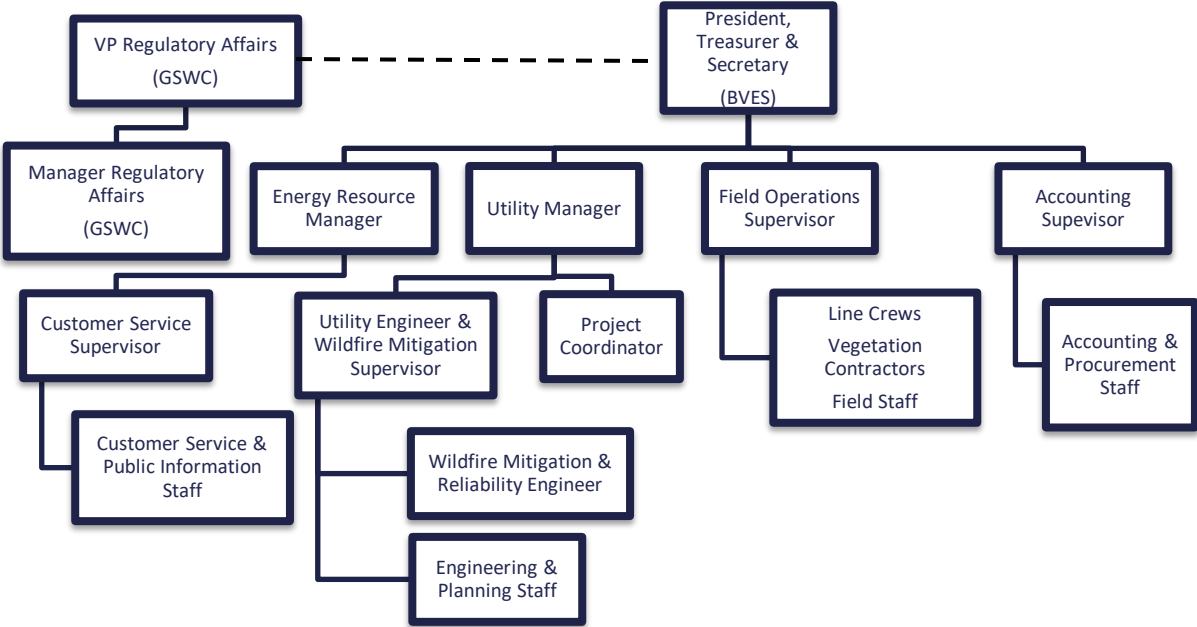 VP Regulatory Affairs
(GSWC)
President,
Treasurer &
Secretary
(BVES)
Manager Regulatory
Affairs
(GSWC)
Energy Resource
Manager
Utility Manager
Field Operations
Supervisor
Accounting
Supevisor
Customer Service
Supervisor
Utility Engineer &
Wildfire Mitigation
Supervisor
Project
Coordinator
Line Crews
Vegetation
Contractors
Field Staff
Accounting &
Procurement
Staff
Customer Service &
Public Information
Staff
Wildfire Mitigation &
Reliability Engineer
Engineering &
Planning Staff